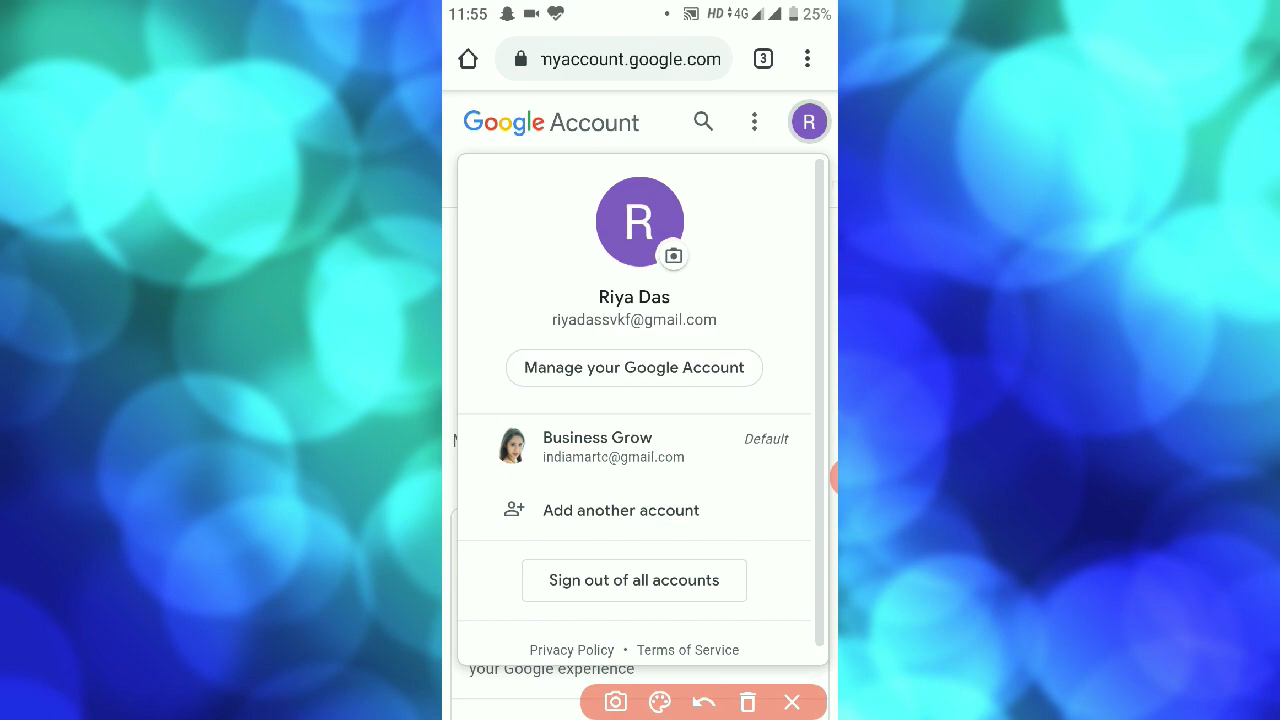 11:55 HD 4G 25%
nyaccount.google.com 3
Google Account R
R
Riya Das
riyadassvkf@gmail.com
Manage your Google Account
Business Grow Default
indiamartc@gmail.com
Add another account
Sign out of all accounts
Privacy Policy • Terms of Service
your Google experience